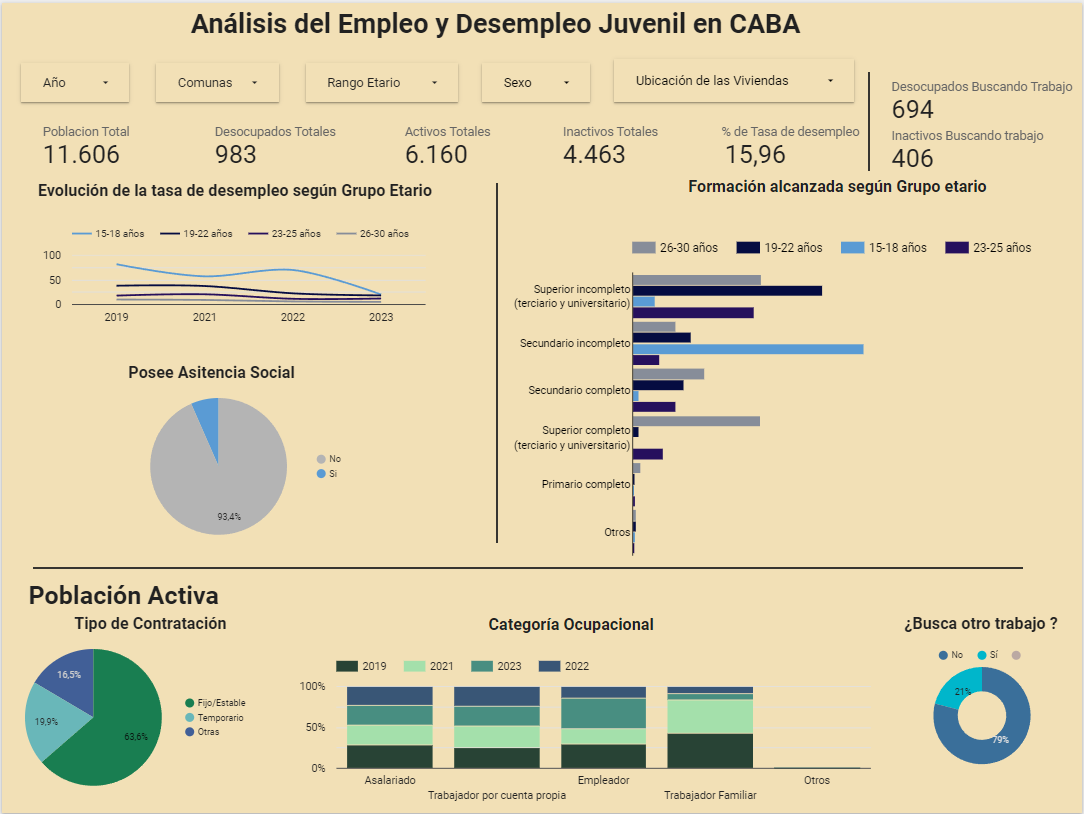 Análisis del Empleo y Desempleo Juvenil en CABA
Año
Comunas
Rango Etario
Sexo
Ubicación de las Viviendas
Desocupados Buscando Trabajo
694
Inactivos Buscando trabajo
406
Poblacion Total
11.606
Desocupados Totales
983
Activos Totales
6.160
Inactivos Totales
4.463
% de Tasa de desempleo
15,96
Evolución de la tasa de desempleo según Grupo Etario
15-18 años
19-22 años
23-25 años
26-30 años
100
50
0
2019
2021
2022
2023
Posee Asitencia Social
93,4%
No
Si
Formación alcanzada según Grupo etario
26-30 años
19-22 años
15-18 años
23-25 años
Superior incompleto
(terciario y universitario)
Secundario incompleto
Secundario completo
Superior completo
(terciario y universitario)
Primario completo
Otros
Población Activa
Tipo de Contratación
16,5%
19,9%
63,6%
Fijo/Estable
Temporario
Otras
Categoría Ocupacional
2019
2021
2023
2022
100%
50%
0%
Asalariado
Trabajador por cuenta propia
Empleador
Trabajador Familiar
Otros
¿Busca otro trabajo ?
No
Sí
21%
79%